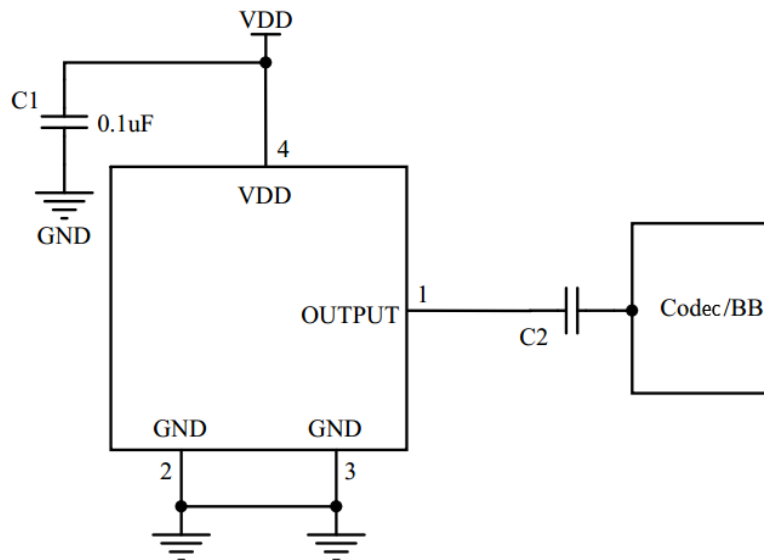 VDD
C1
0.1uF
4
GND
VDD
1
OUTPUT
C2
Codec/BB
GND
GND
2
3